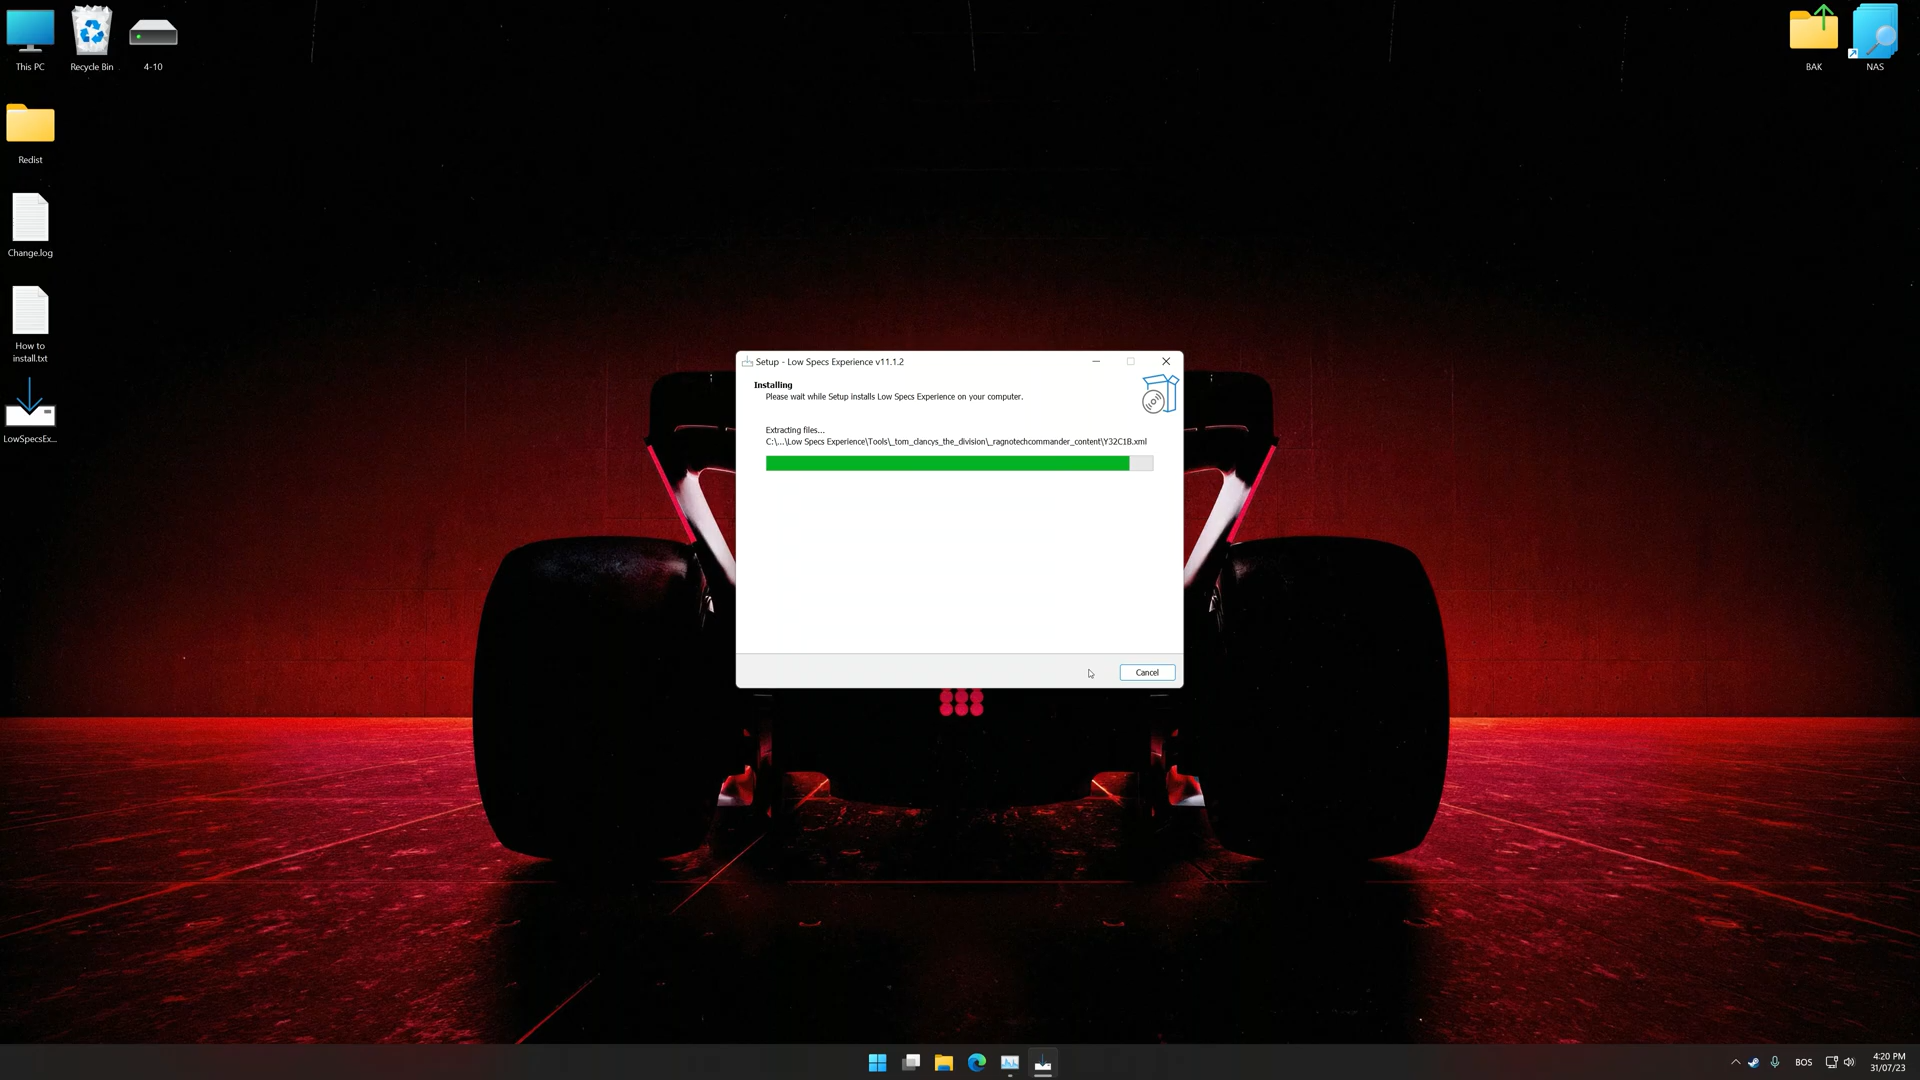 This PC
Recycle Bin
4-10
BAK
NAS
Redist
Change.log
How to
install.txt
LowSpecsEx...
Setup - Low Specs Experience v11.1.2
Installing
Please wait while Setup installs Low Specs Experience on your computer.
Extracting files...
C:\...\Low Specs Experience\Tools\_tom_clancys_the_division\_ragnotechcommander_content\Y32C1B.xml
Cancel
BOS
4:20 PM
31/07/23